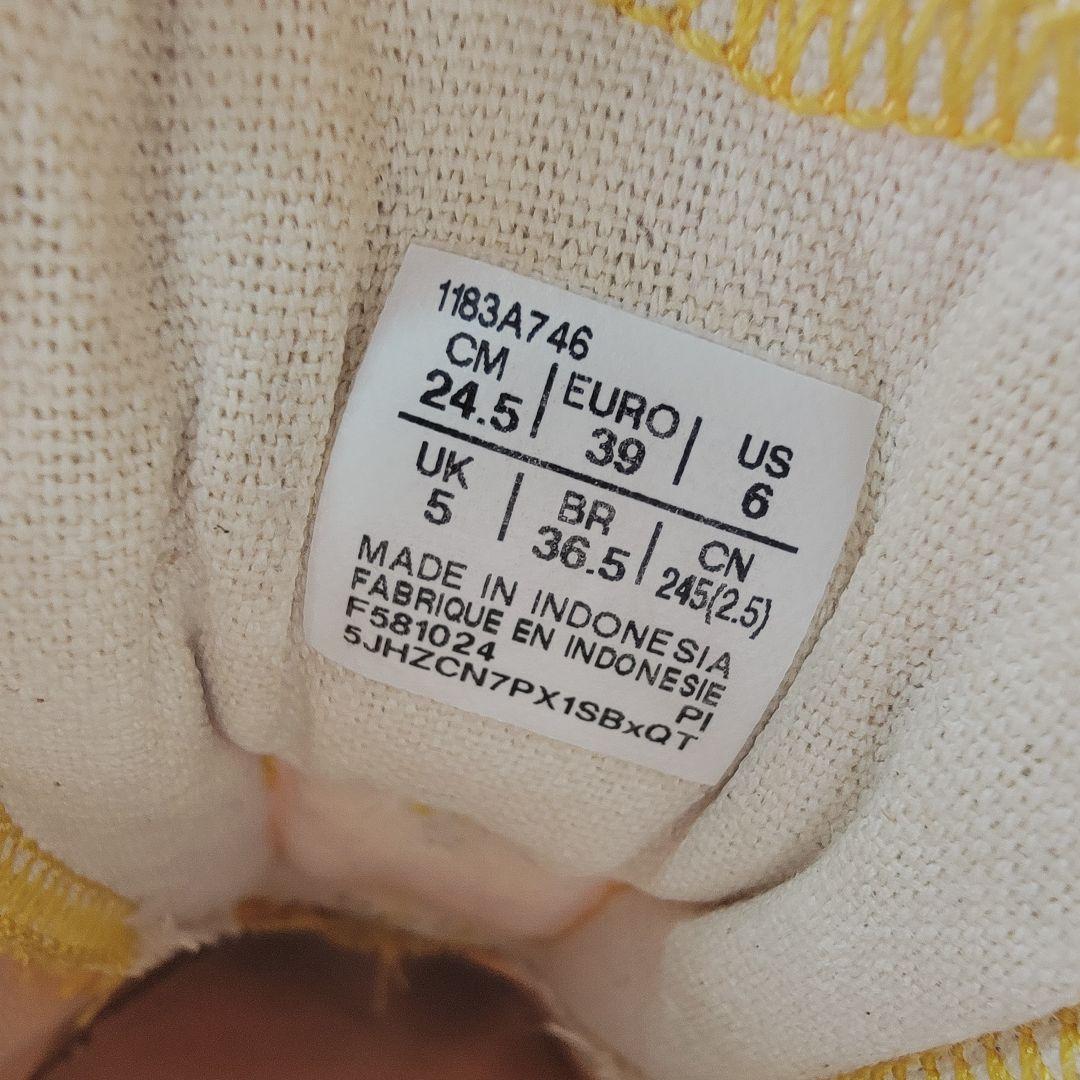 1183A746
CM | EURO | US
24.5 | 39 | 6
UK | BR | CN
5 | 36.5 | 245(2.5)
MADE IN INDONESIA
FABRIQUE EN INDONESIE
F581024 PI
5JHZCN7PX1SBxQT